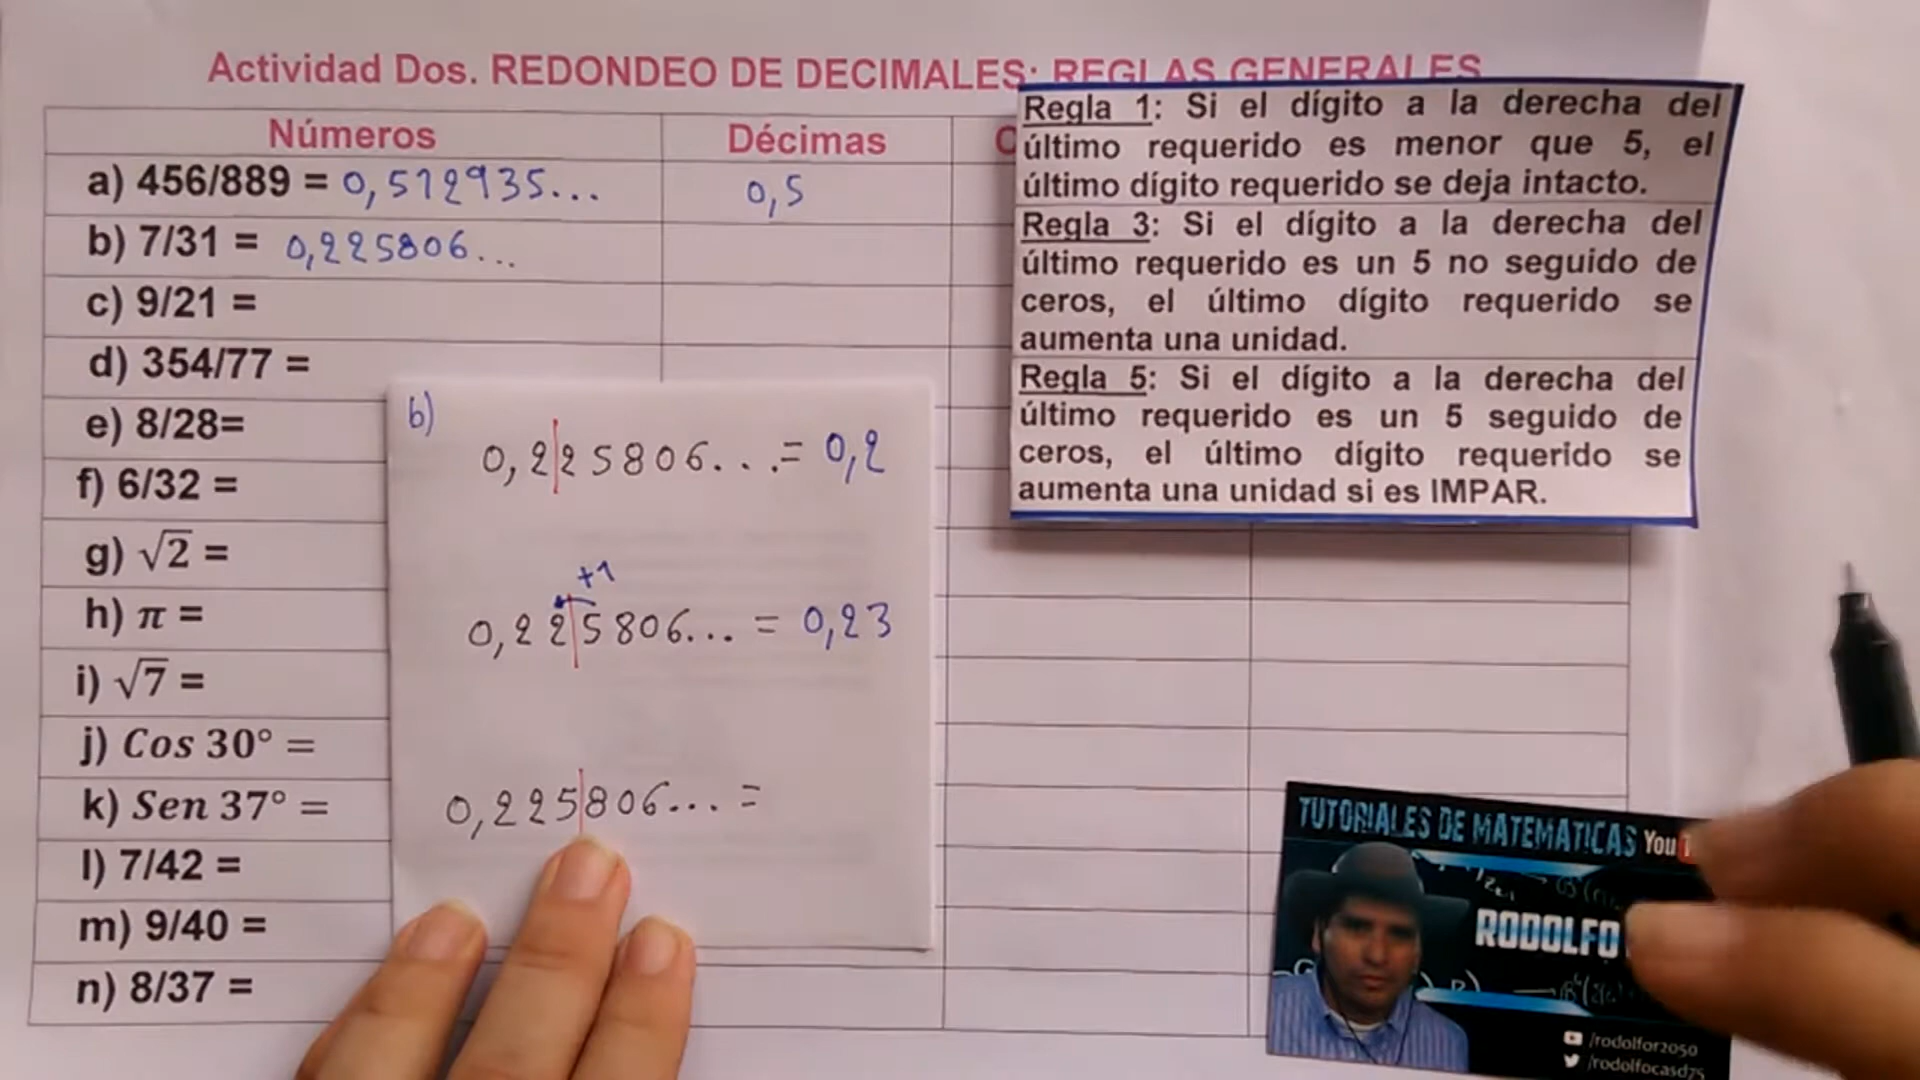 Actividad Dos. REDONDEO DE DECIMALES: REGLAS GENERALES
Números Décimas C
a) 456/889 = 0,512935... 0,5
b) 7/31 = 0,225806...
c) 9/21 =
d) 354/77 =
e) 8/28=
f) 6/32 =
g) √2 =
h) π =
i) √7 =
j) Cos 30° =
k) Sen 37° =
l) 7/42 =
m) 9/40 =
n) 8/37 =
b)
0,2|25806... = 0,2
+1
0,22|5806... = 0,23
0,225|806... =
Regla 1: Si el dígito a la derecha del
último requerido es menor que 5, el
último dígito requerido se deja intacto.
Regla 3: Si el dígito a la derecha del
último requerido es un 5 no seguido de
ceros, el último dígito requerido se
aumenta una unidad.
Regla 5: Si el dígito a la derecha del
último requerido es un 5 seguido de
ceros, el último dígito requerido se
aumenta una unidad si es IMPAR.
TUTORIALES DE MATEMATICAS You
RODOLFO
/rodolfor2050
/rodolfocasd75